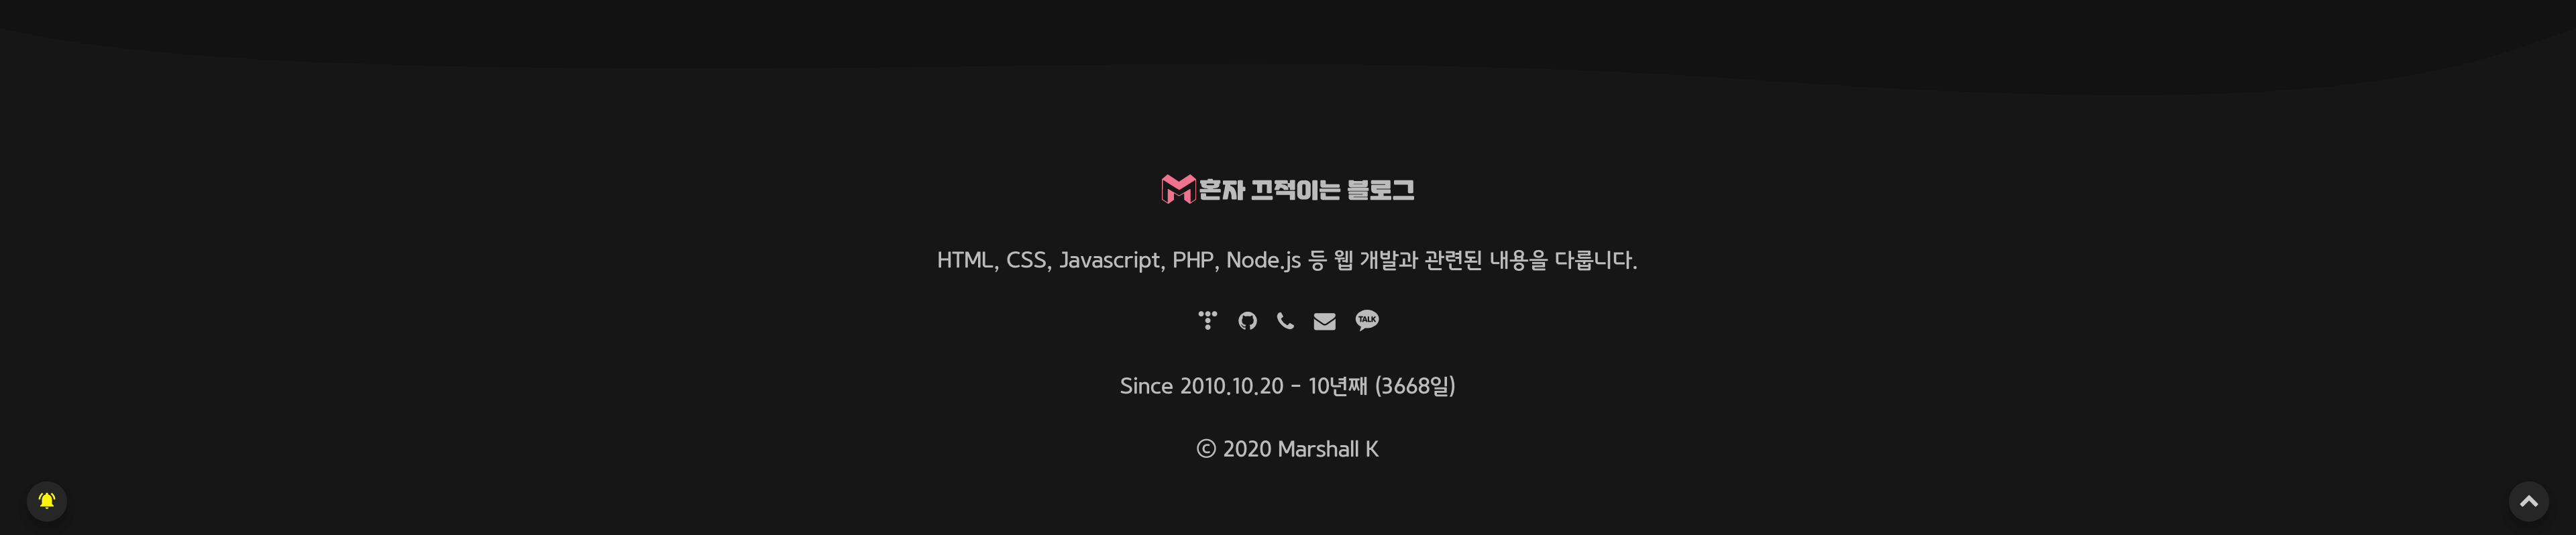 혼자 끄적이는 블로그
HTML, CSS, Javascript, PHP, Node.js 등 웹 개발과 관련된 내용을 다룹니다.
TALK
Since 2010.10.20 - 10년째 (3668일)
© 2020 Marshall K